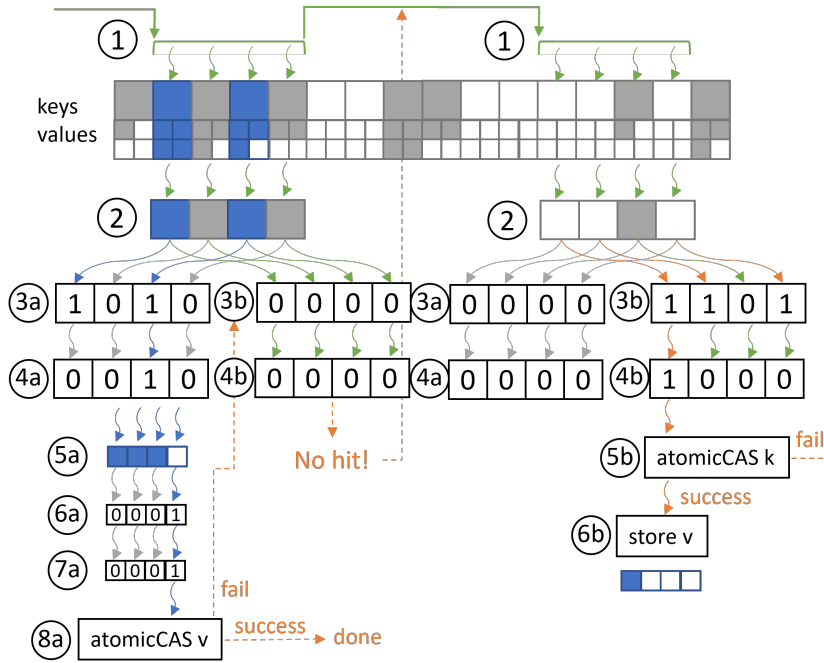 1 1
keys
values
2 2
3a 1 0 1 0 3b 0 0 0 0 3a 0 0 0 0 3b 1 1 0 1
4a 0 0 1 0 4b 0 0 0 0 4a 0 0 0 0 4b 1 0 0 0
5a No hit! 5b atomicCAS k fail
success
6a 0 0 0 1 6b store v
7a 0 0 0 1
fail
8a atomicCAS v success done